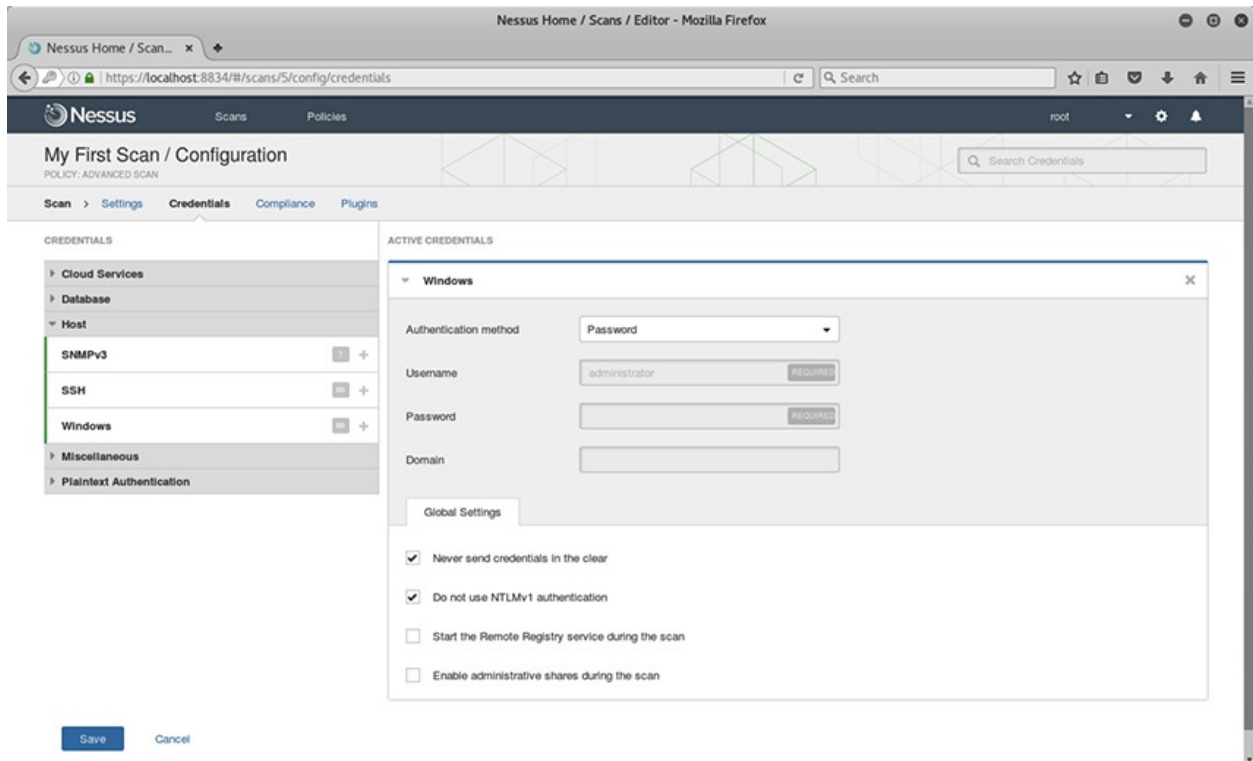 Nessus Home / Scans / Editor - Mozilla Firefox
Nessus Home / Scan...
https://localhost:8834/#/scans/5/config/credentials
Search
Nessus
Scans
Policies
root
My First Scan / Configuration
POLICY: ADVANCED SCAN
Search Credentials
Scan > Settings Credentials Compliance Plugins
CREDENTIALS
Cloud Services
Database
Host
SNMPv3
1
SSH
∞
Windows
∞
Miscellaneous
Plaintext Authentication
ACTIVE CREDENTIALS
Windows
Authentication method
Password
Username
administrator
REQUIRED
Password
REQUIRED
Domain
Global Settings
Never send credentials in the clear
Do not use NTLMv1 authentication
Start the Remote Registry service during the scan
Enable administrative shares during the scan
Save
Cancel